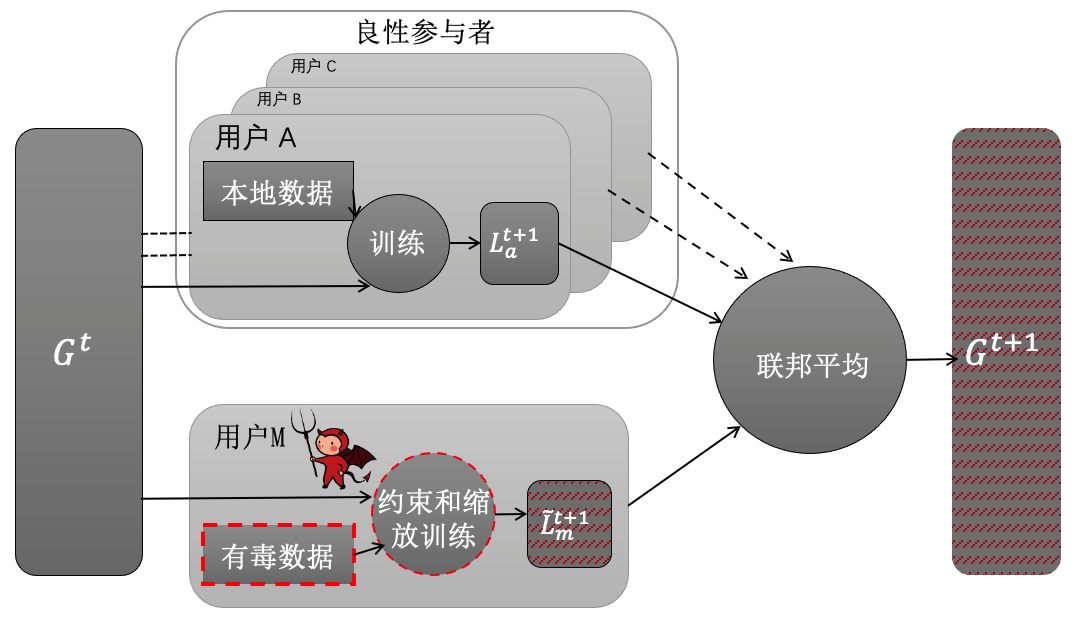 良性参与者
用户 C
用户 B
用户 A
本地数据
训练
L_a^{t+1}
G^t
联邦平均
G^{t+1}
用户M
约束和缩
放训练
有毒数据
L̃_m^{t+1}